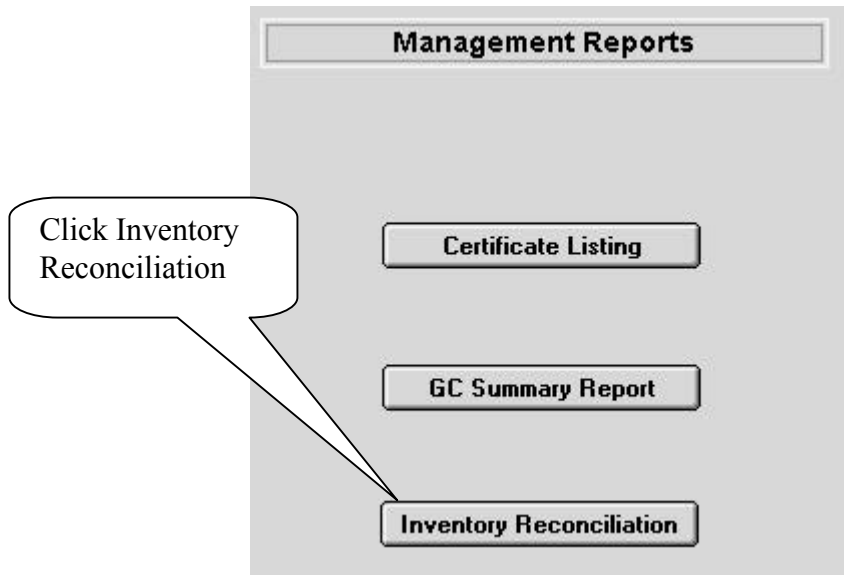 Management Reports
Click Inventory
Reconciliation
Certificate Listing
GC Summary Report
Inventory Reconciliation